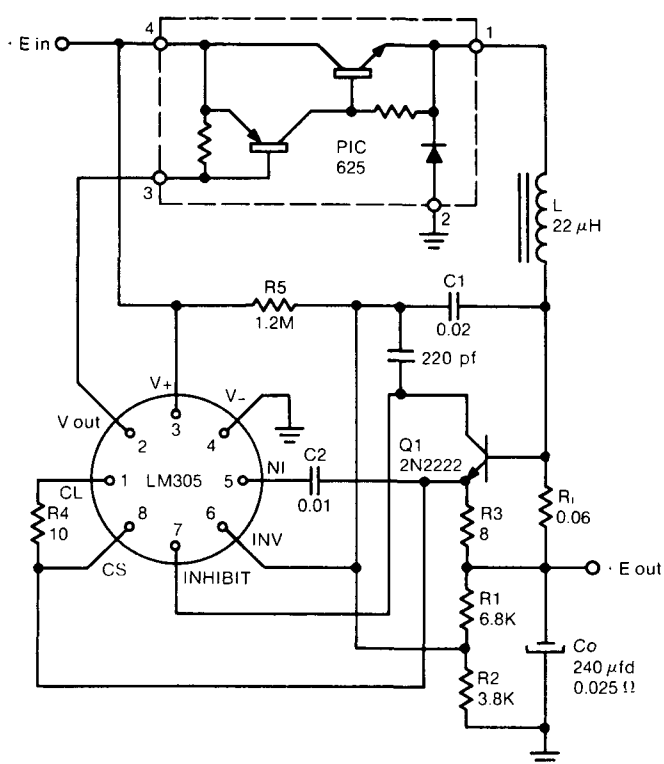 4
· E in
1
PIC
625
3
2
L
22 μH
R5
1.2M
C1
0.02
220 pf
V+
V–
V out
2
3
4
Q1
2N2222
C2
0.01
1
LM305
5
NI
CL
R4
10
8
7
6
INV
CS
INHIBIT
R3
8
Rı
0.06
· E out
R1
6.8K
R2
3.8K
Co
240 μfd
0.025 Ω